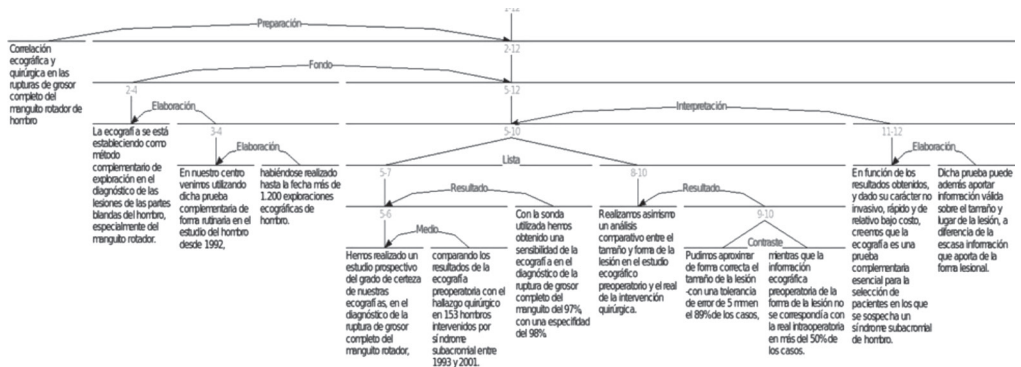 1-12
Preparación
2-12
Correlación
ecográfica y
quirúrgica en las
rupturas de grosor
completo del
manguito rotador de
hombro
Fondo
2-4
5-12
Elaboración
Interpretación
La ecografía se está
estableciendo como
método
complementario de
exploración en el
diagnóstico de las
lesiones de las partes
blandas del hombro,
especialmente del
manguito rotador.
3-4
Elaboración
En nuestro centro
venimos utilizando
dicha prueba
complementaria de
forma rutinaria en el
estudio del hombro
desde 1992,
habiéndose realizado
hasta la fecha más de
1.200 exploraciones
ecográficas de
hombro.
5-10
Lista
5-7
Resultado
5-6
Medio
Hemos realizado un
estudio prospectivo
del grado de certeza
de nuestras
ecografías, en el
diagnóstico de la
ruptura de grosor
completo del
manguito rotador,
comparando los
resultados de la
ecografía
preoperatoria con el
hallazgo quirúrgico
en 153 hombros
intervenidos por
síndrome
subacromial entre
1993 y 2001.
Con la sonda
utilizada hemos
obtenido una
sensibilidad de la
ecografía en el
diagnóstico de la
ruptura de grosor
completo del
manguito del 97%,
con una especifidad
del 98%.
8-10
Resultado
Realizamos asimismo
un análisis
comparativo entre el
tamaño y forma de la
lesión en el estudio
ecográfico
preoperatorio y el real
de la intervención
quirúrgica.
9-10
Contraste
Pudimos aproximar
de forma correcta el
tamaño de la lesión
-con una tolerancia
de error de 5 mm en
el 89% de los casos,
mientras que la
información
ecográfica
preoperatoria de la
forma de la lesión no
se correspondía con
la real intraoperatoria
en más del 50% de
los casos.
11-12
Elaboración
En función de los
resultados obtenidos,
y dado su carácter no
invasivo, rápido y de
relativo bajo costo,
creemos que la
ecografía es una
prueba
complementaria
esencial para la
selección de
pacientes en los que
se sospecha un
síndrome subacromial
de hombro.
Dicha prueba puede
además aportar
información válida
sobre el tamaño y
lugar de la lesión, a
diferencia de la
escasa información
que aporta de la
forma lesional.